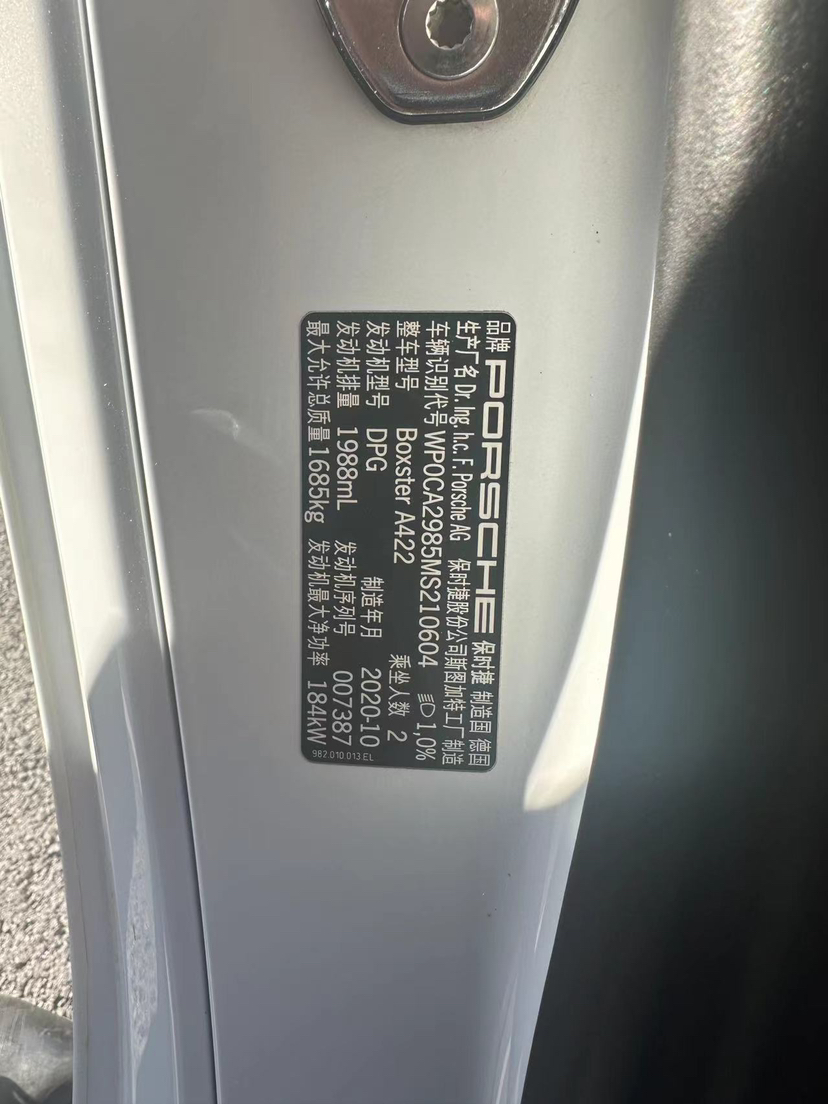 品牌 PORSCHE 保时捷 制造国 德国
生产厂名 Dr. Ing. h.c. F. Porsche AG 保时捷股份公司斯图加特工厂制造
车辆识别代号 WP0CA2985MS210604 1,0%
整车型号 Boxster A422 乘坐人数 2
发动机型号 DPG 制造年月 2020-10
发动机排量 1988mL 发动机序列号 007387
最大允许总质量 1685kg 发动机最大净功率 184kW
982.010.013.EL